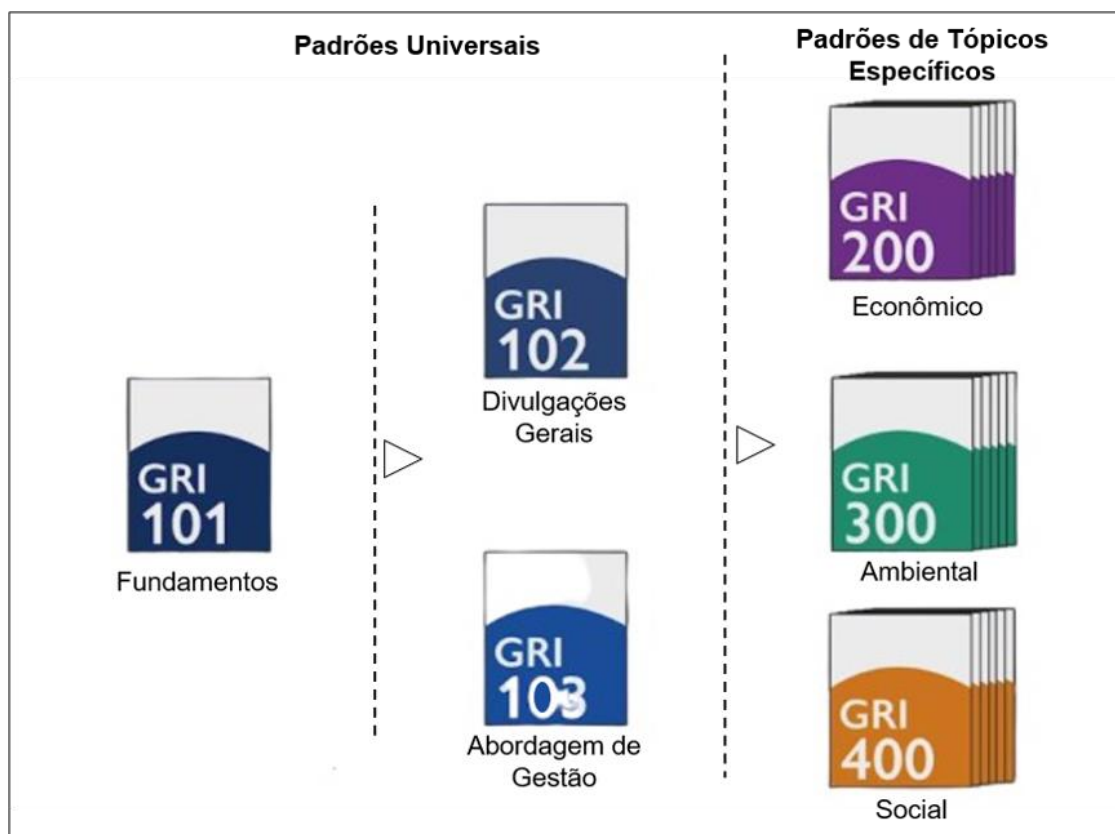 Padrões Universais
Padrões de Tópicos
Específicos
GRI
101
Fundamentos
GRI
102
Divulgações
Gerais
GRI
103
Abordagem de
Gestão
GRI
200
Econômico
GRI
300
Ambiental
GRI
400
Social